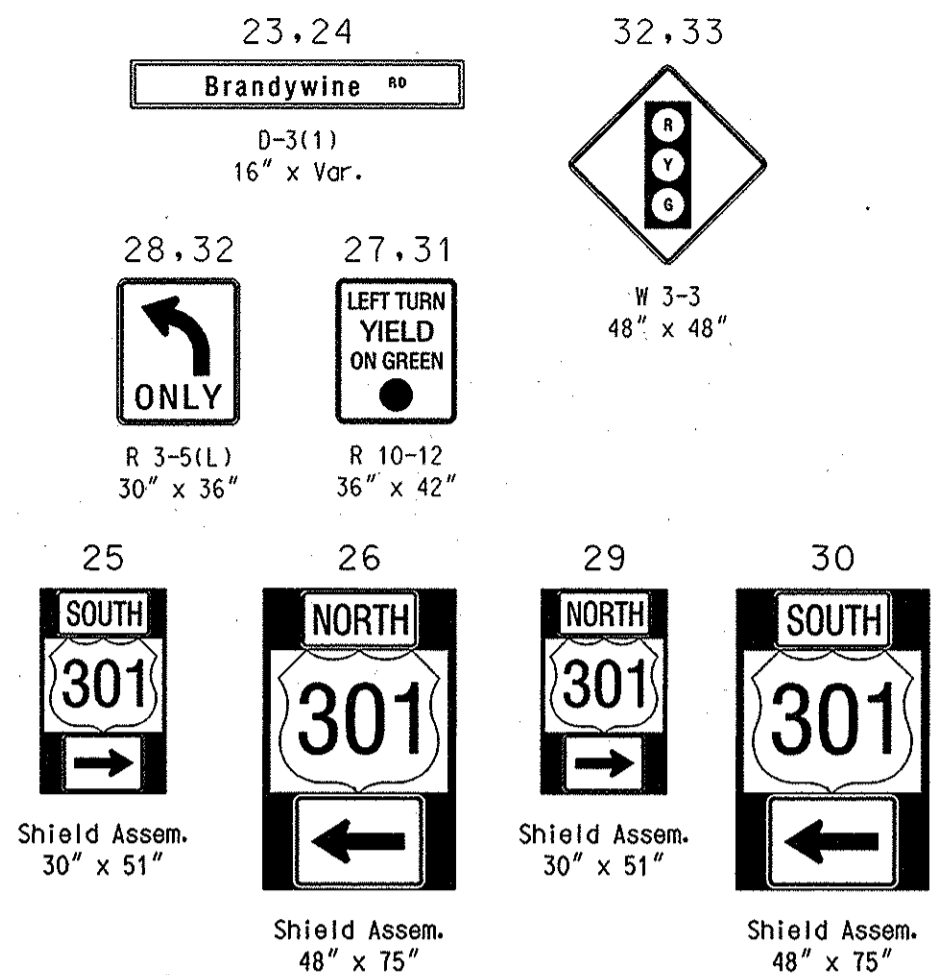 23,24
Brandywine RD
D-3(1)
16" x Var.
32,33
R
Y
G
W 3-3
48" x 48"
28,32
ONLY
R 3-5(L)
30" x 36"
27,31
LEFT TURN
YIELD
ON GREEN
R 10-12
36" x 42"
25
SOUTH
301
Shield Assem.
30" x 51"
26
NORTH
301
Shield Assem.
48" x 75"
29
NORTH
301
Shield Assem.
30" x 51"
30
SOUTH
301
Shield Assem.
48" x 75"